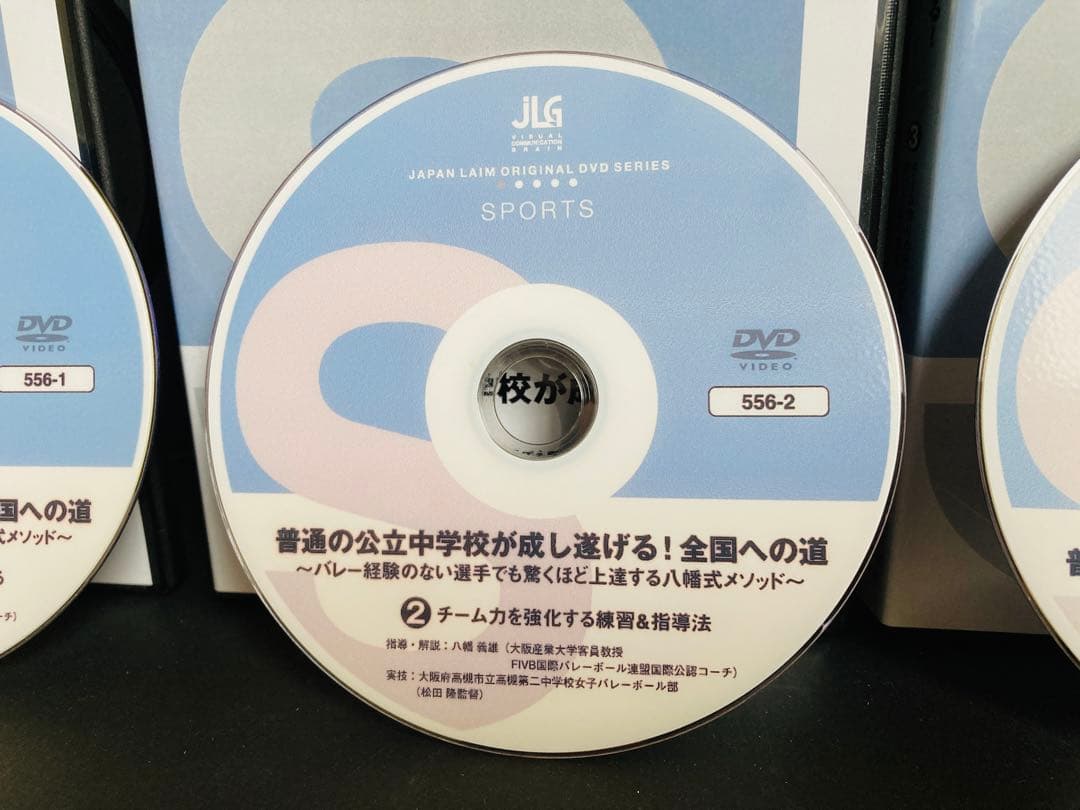 JLG
VISUAL
COMMUNICATION
BRAIN
JAPAN LAIM ORIGINAL DVD SERIES
SPORTS
DVD
VIDEO
556-2
校が
普通の公立中学校が成し遂げる！全国への道
～バレー経験のない選手でも驚くほど上達する八幡式メソッド～
❷チーム力を強化する練習&指導法
指導・解説：八幡 義雄（大阪産業大学客員教授
FIVB国際バレーボール連盟国際公認コーチ）
実技：大阪府高槻市立高槻第二中学校女子バレーボール部
（松田 隆監督）
DVD
VIDEO
556-1
国への道
式メソッド～
チ）
3